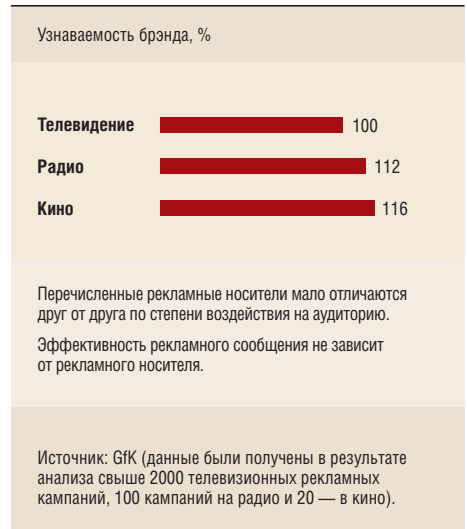 Узнаваемость брэнда, %
Телевидение 100
Радио 112
Кино 116
Перечисленные рекламные носители мало отличаются
друг от друга по степени воздействия на аудиторию.
Эффективность рекламного сообщения не зависит
от рекламного носителя.
Источник: GfK (данные были получены в результате
анализа свыше 2000 телевизионных рекламных
кампаний, 100 кампаний на радио и 20 — в кино).